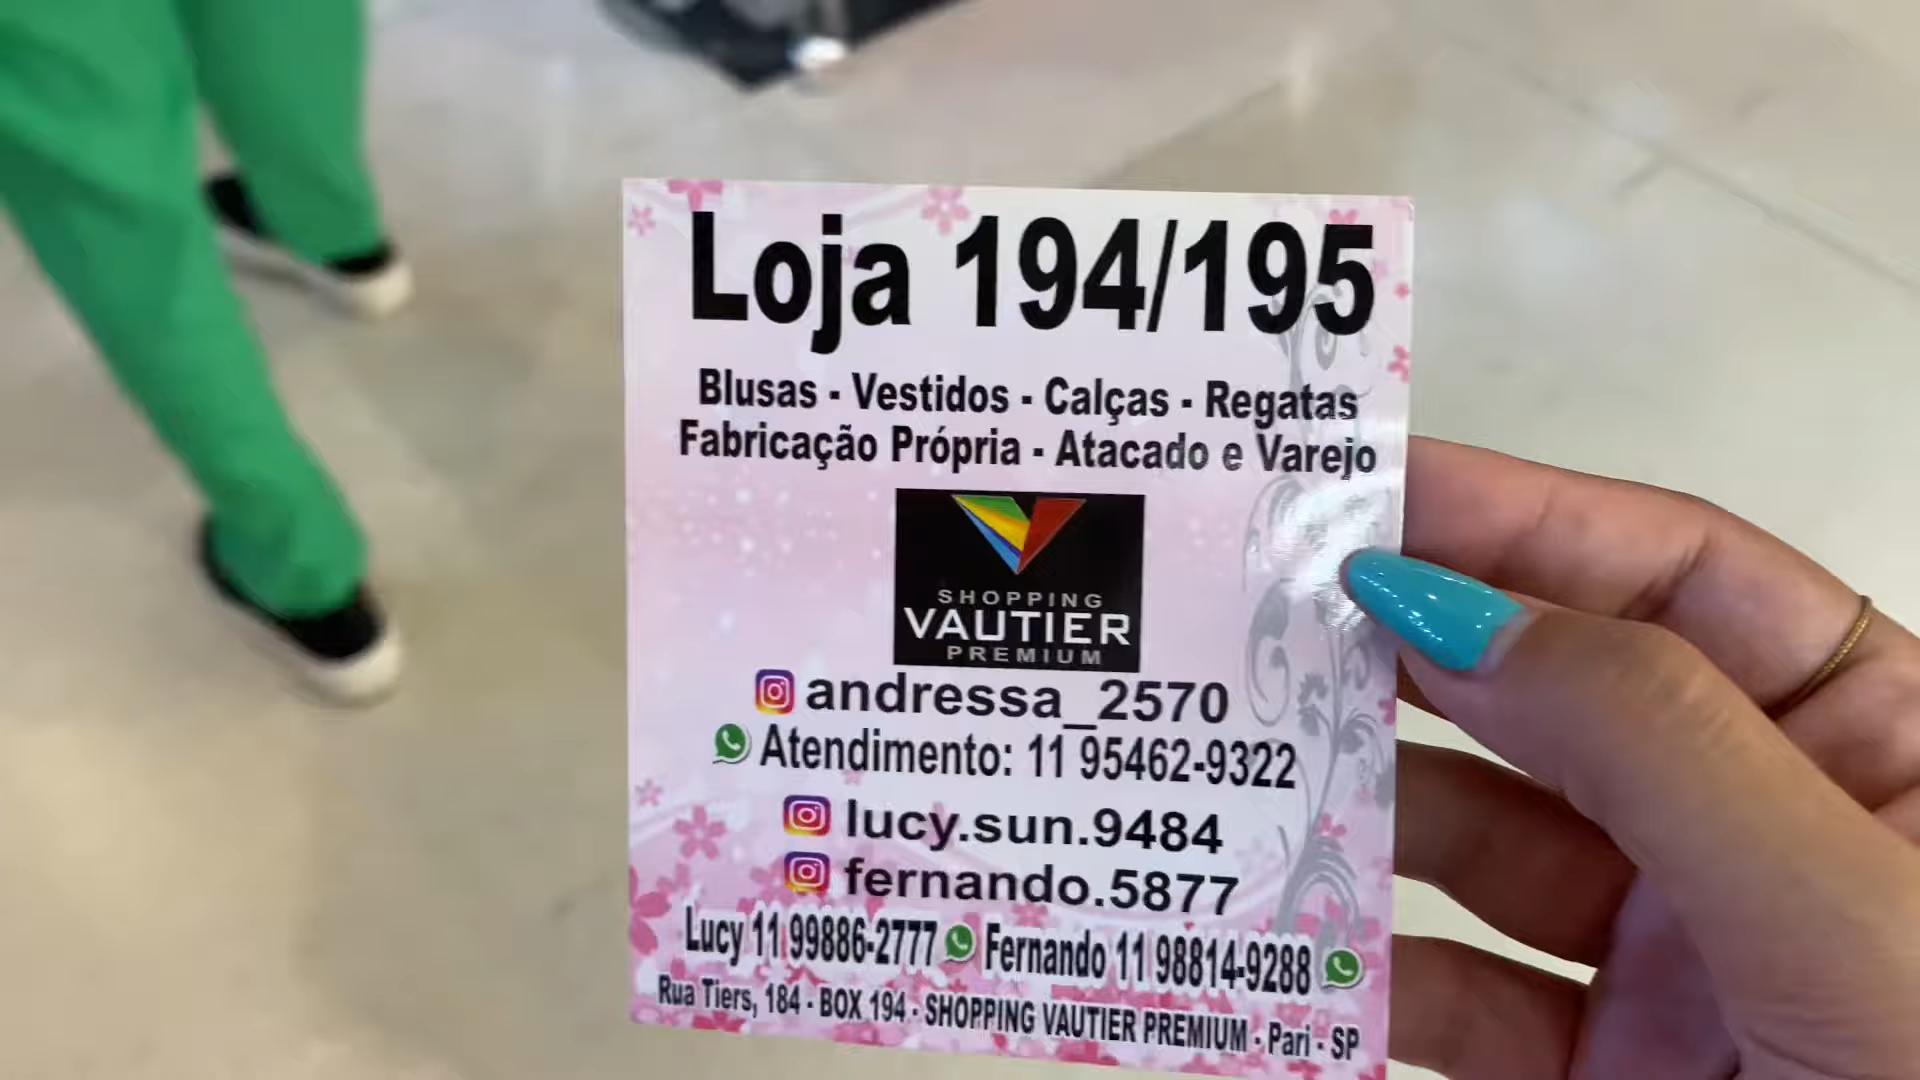 Loja 194/195
Blusas - Vestidos - Calças - Regatas
Fabricação Própria - Atacado e Varejo
SHOPPING
VAUTIER
PREMIUM
andressa_2570
Atendimento: 11 95462-9322
lucy.sun.9484
fernando.5877
Lucy 11 99886-2777 Fernando 11 98814-9288
Rua Tiers, 184 - BOX 194 - SHOPPING VAUTIER PREMIUM - Pari - SP